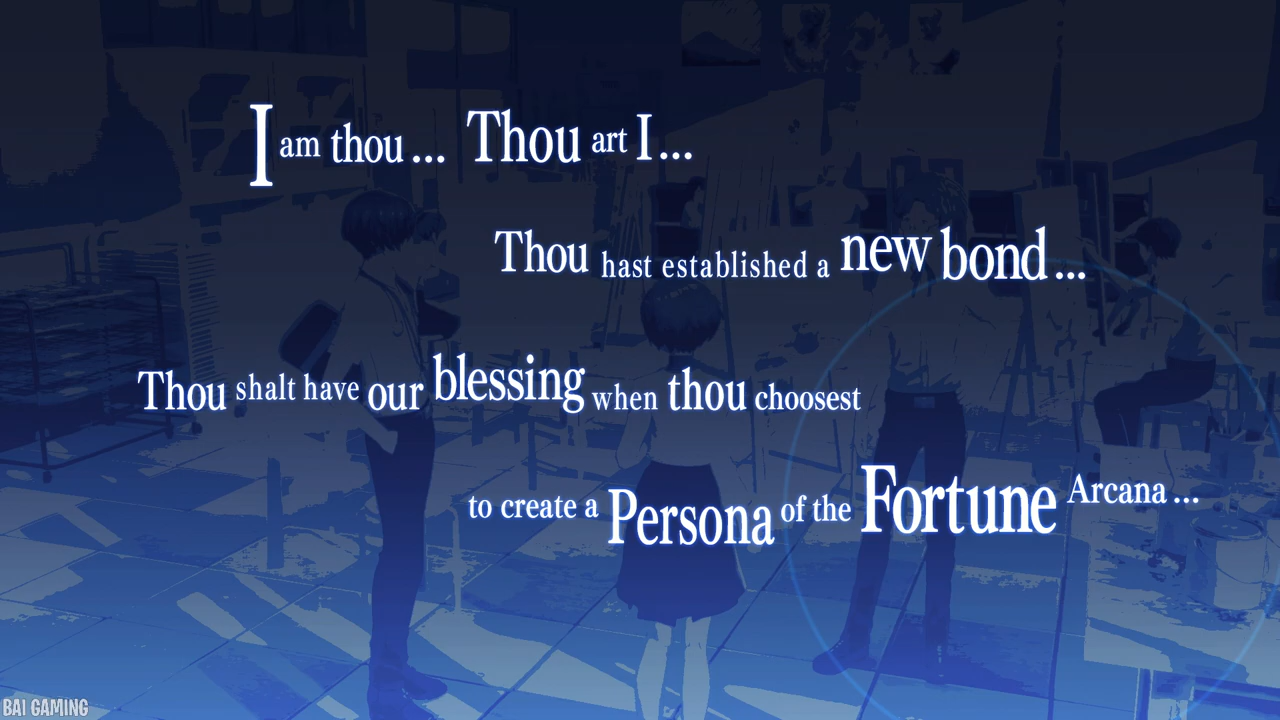 I am thou... Thou art I...
Thou hast established a new bond...
Thou shalt have our blessing when thou choosest
to create a Persona of the Fortune Arcana...
BAI GAMING